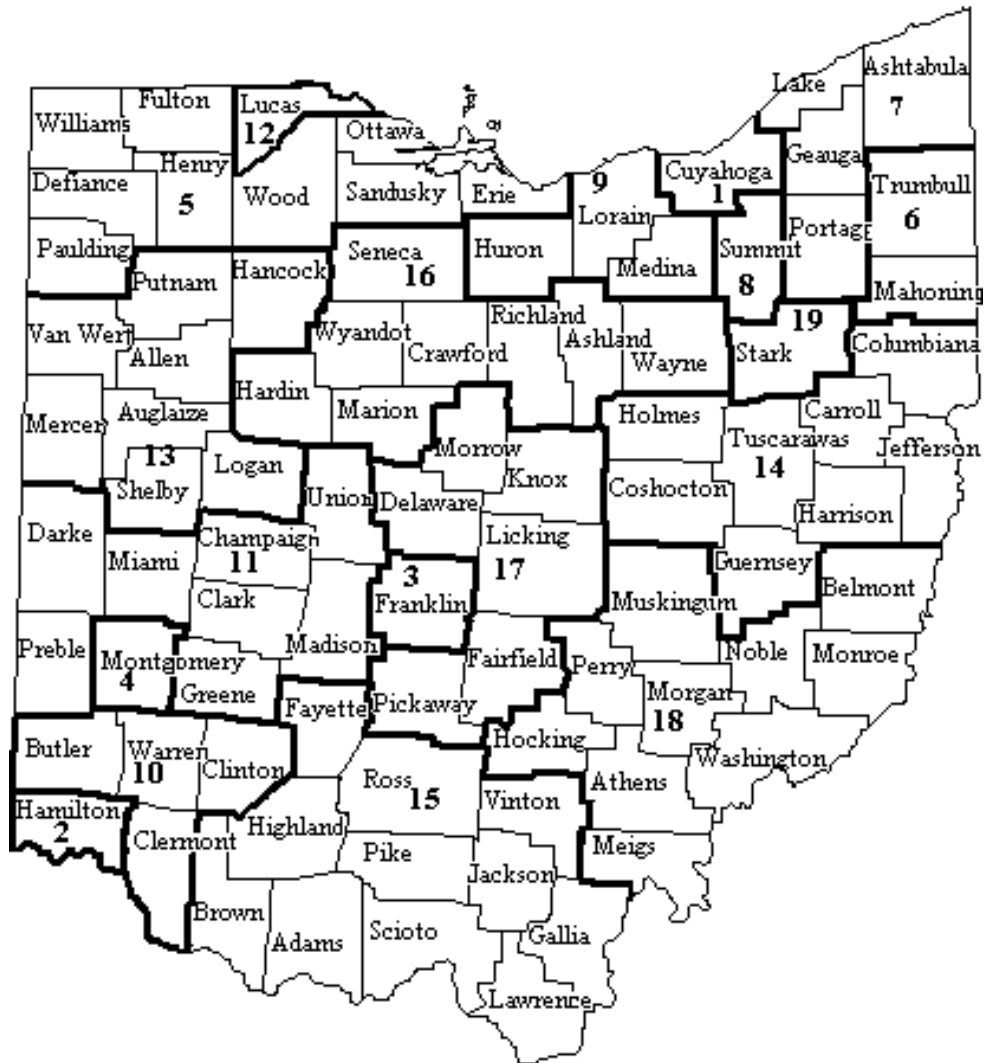 Ashtabula
Lake
7
Fulton
Lucas
Williams
12
Ottawa
Geauga
Henry
9
Cuyahoga
1
Trumbull
Defiance
5
Wood
Sandusky
Erie
Lorain
6
Paulding
Seneca
Huron
Summit
Portage
Putnam
Hancock
16
Medina
8
Mahoning
Van Wert
Wyandot
Richland
Ashland
19
Allen
Crawford
Wayne
Stark
Columbiana
Hardin
Mercer
Auglaize
Marion
Holmes
Carroll
Morrow
Tuscarawas
Jefferson
13
Logan
Knox
14
Shelby
Union
Delaware
Coshocton
Harrison
Darke
Champaign
Licking
Miami
11
3
17
Guernsey
Clark
Franklin
Muskingum
Belmont
Preble
Madison
Montgomery
Fairfield
Perry
Noble
Monroe
4
Greene
Fayette
Pickaway
Morgan
18
Butler
Warren
Hocking
Washington
10
Clinton
Ross
Athens
Hamilton
15
Vinton
2
Clermont
Highland
Meigs
Pike
Jackson
Brown
Adams
Scioto
Gallia
Lawrence